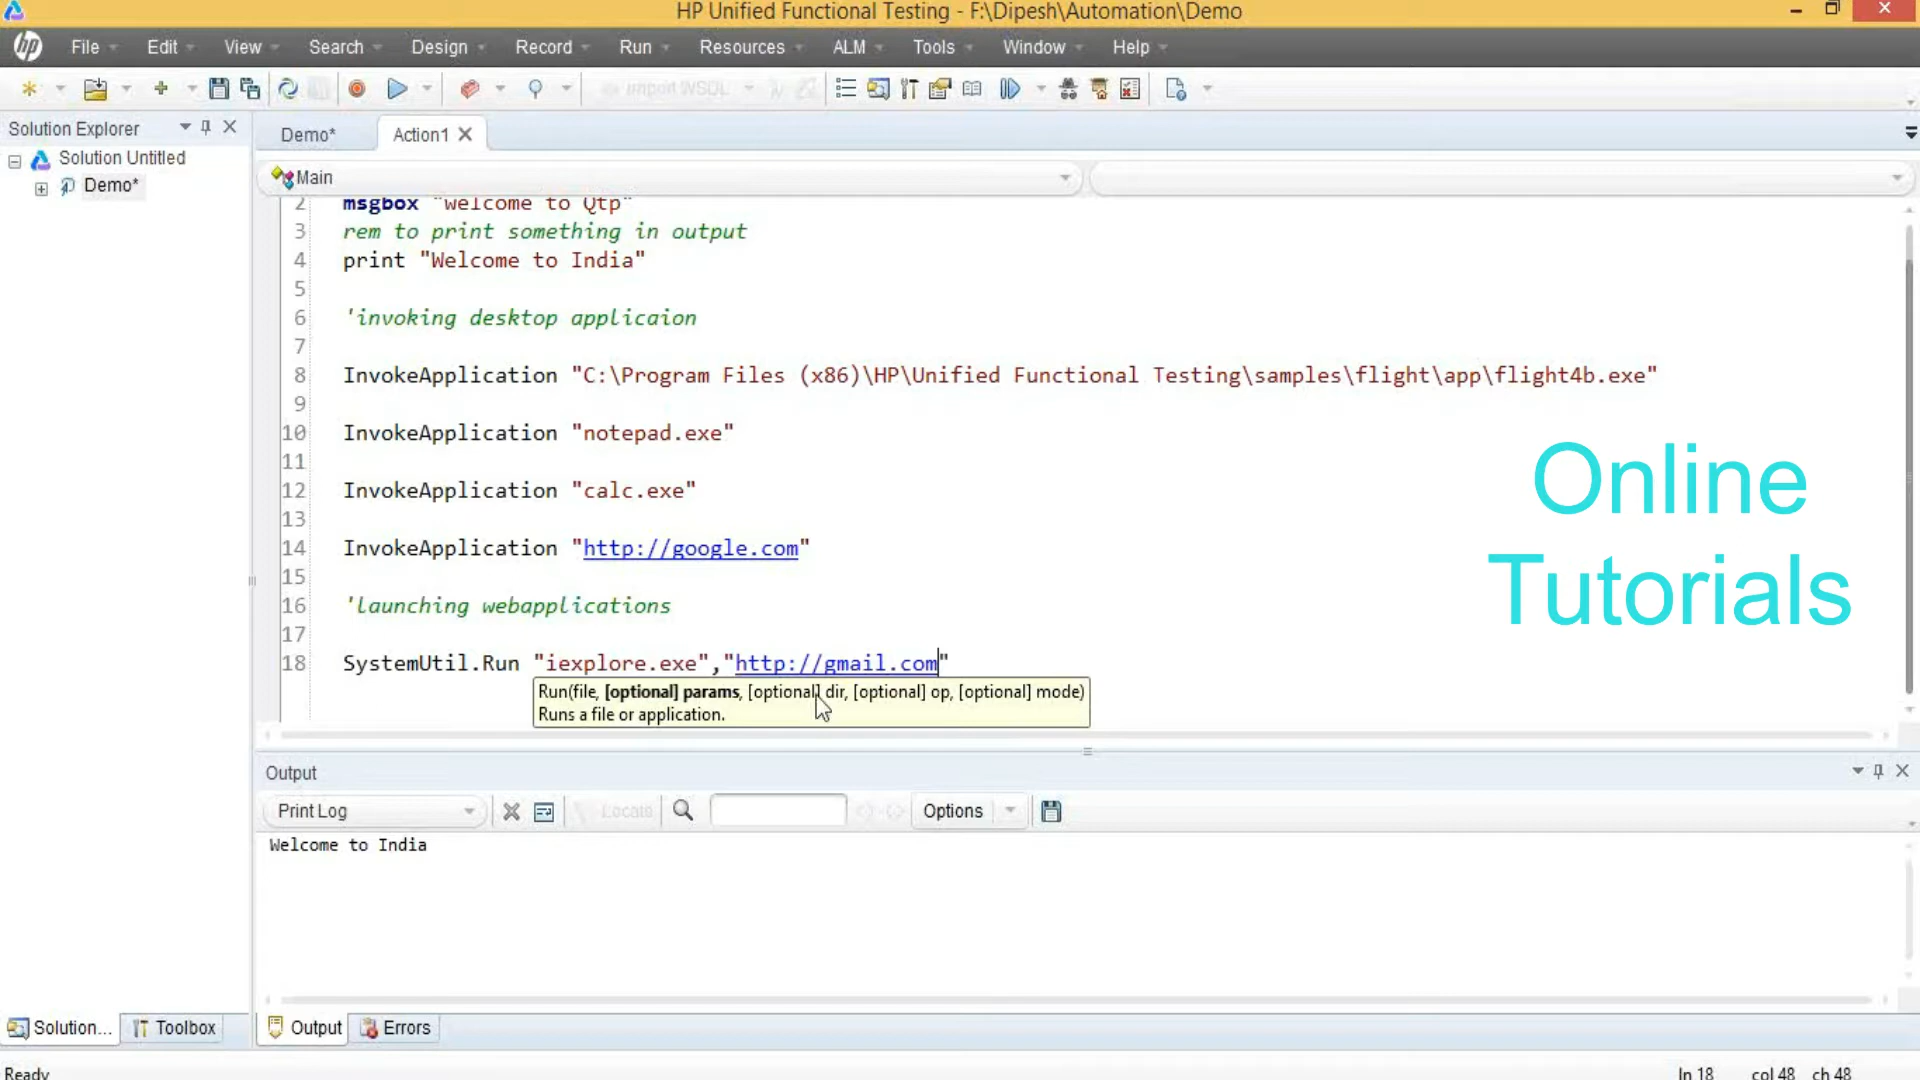 HP Unified Functional Testing - F:\Dipesh\Automation\Demo
hp File Edit View Search Design Record Run Resources ALM Tools Window Help
Import WSDL
Solution Explorer
Demo* Action1
Solution Untitled
Demo*
Main
2 msgbox "welcome to Qtp"
3 rem to print something in output
4 print "Welcome to India"
5
6 'invoking desktop applicaion
7
8 InvokeApplication "C:\Program Files (x86)\HP\Unified Functional Testing\samples\flight\app\flight4b.exe"
9
10 InvokeApplication "notepad.exe"
11
12 InvokeApplication "calc.exe"
13
14 InvokeApplication "http://google.com"
15
16 'launching webapplications
17
18 SystemUtil.Run "iexplore.exe","http://gmail.com"
Run(file, [optional] params, [optional] dir, [optional] op, [optional] mode)
Runs a file or application.
Online
Tutorials
Output
Print Log Locate Options
Welcome to India
Solution... Toolbox Output Errors
Ready ln 18 col 48 ch 48